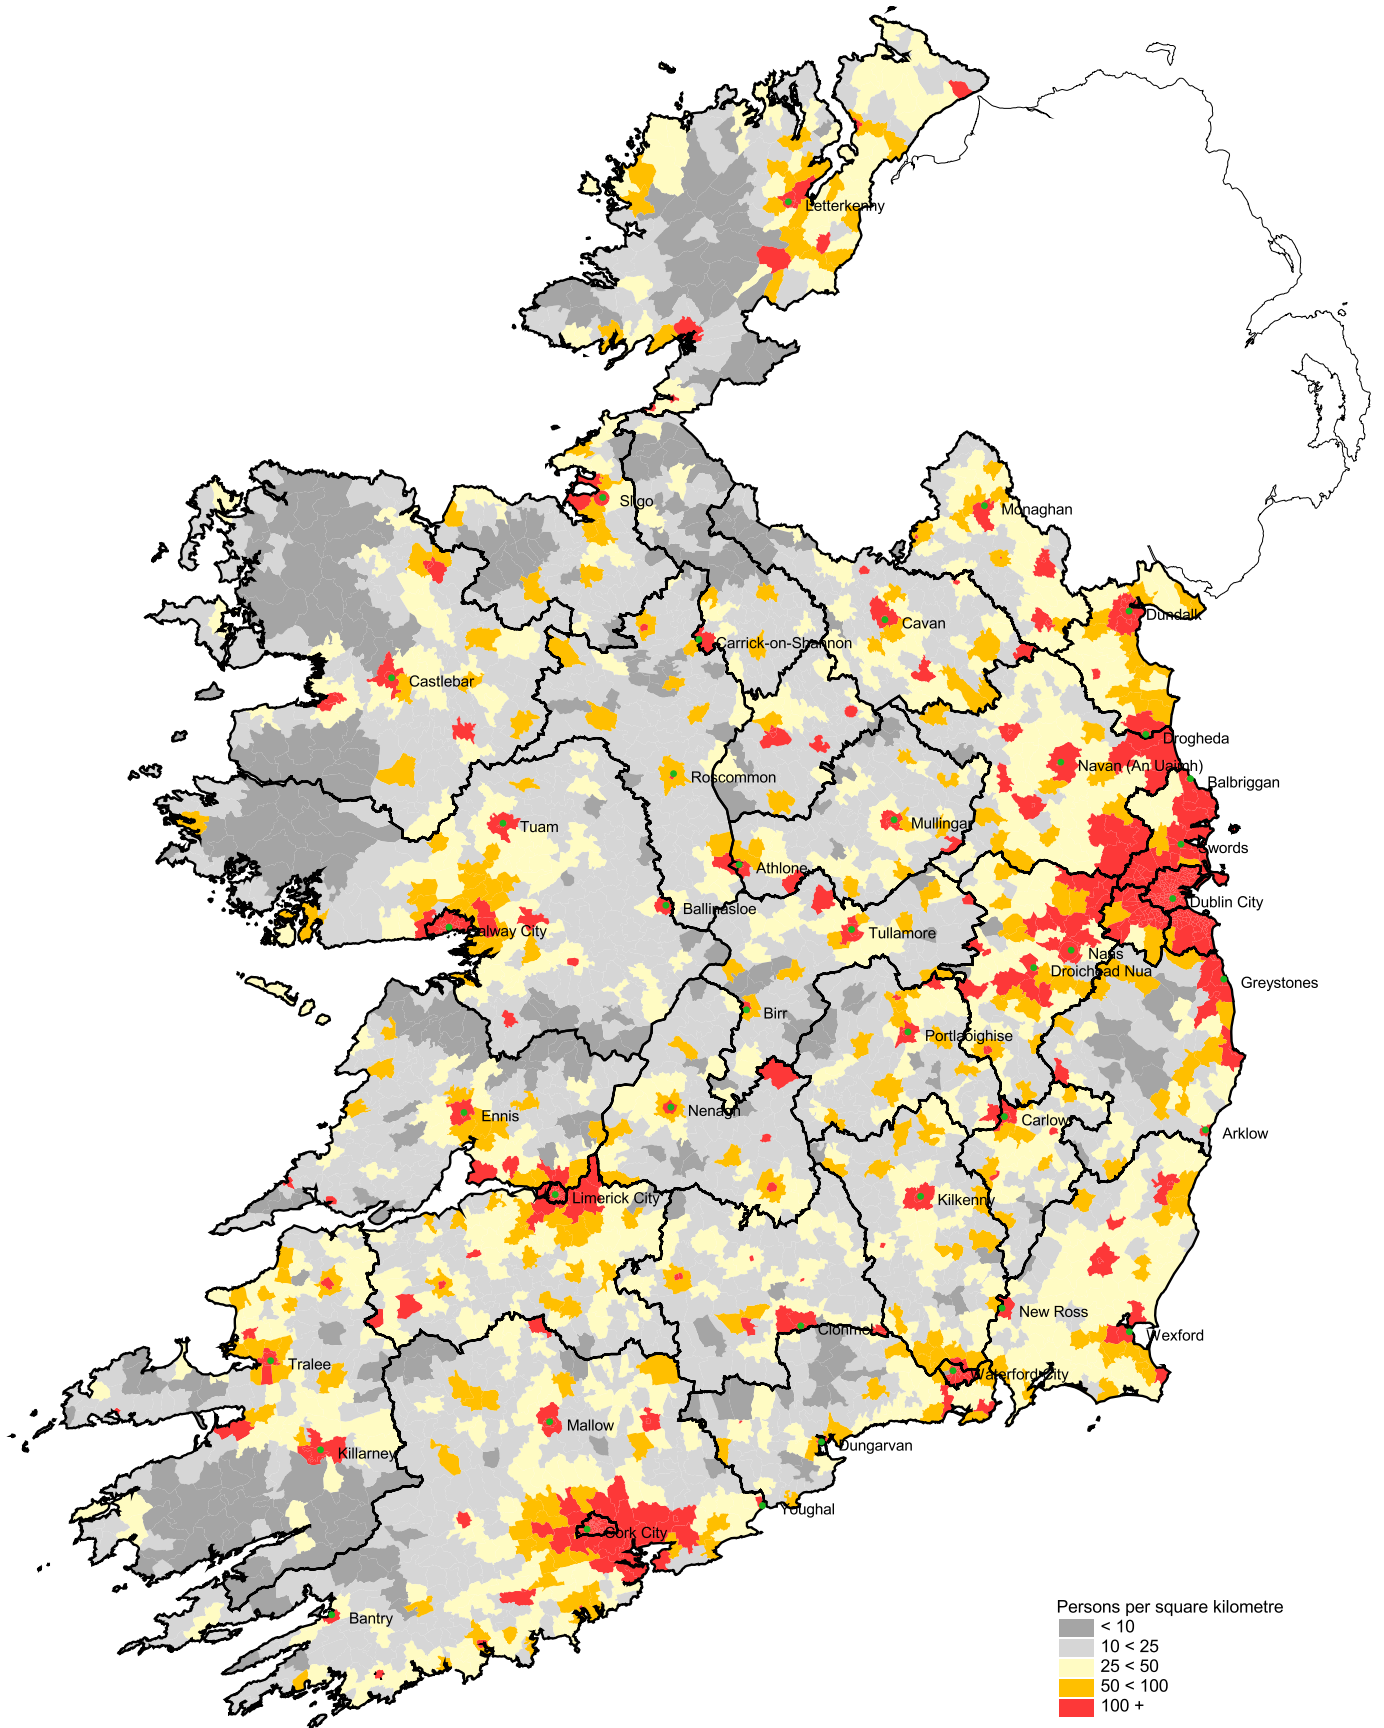 Letterkenny
Sligo
Monaghan
Dundalk
Cavan
Carrick-on-Shannon
Castlebar
Drogheda
Navan (An Uaimh)
Roscommon
Balbriggan
Tuam
Mullingar
Swords
Athlone
Dublin City
Ballinasloe
Galway City
Tullamore
Naas
Droichead Nua
Greystones
Birr
Portlaoighise
Nenagh
Ennis
Carlow
Arklow
Limerick City
Kilkenny
New Ross
Clonmel
Wexford
Tralee
Waterford City
Mallow
Killarney
Dungarvan
Youghal
Cork City
Bantry
Persons per square kilometre
< 10
10 < 25
25 < 50
50 < 100
100 +